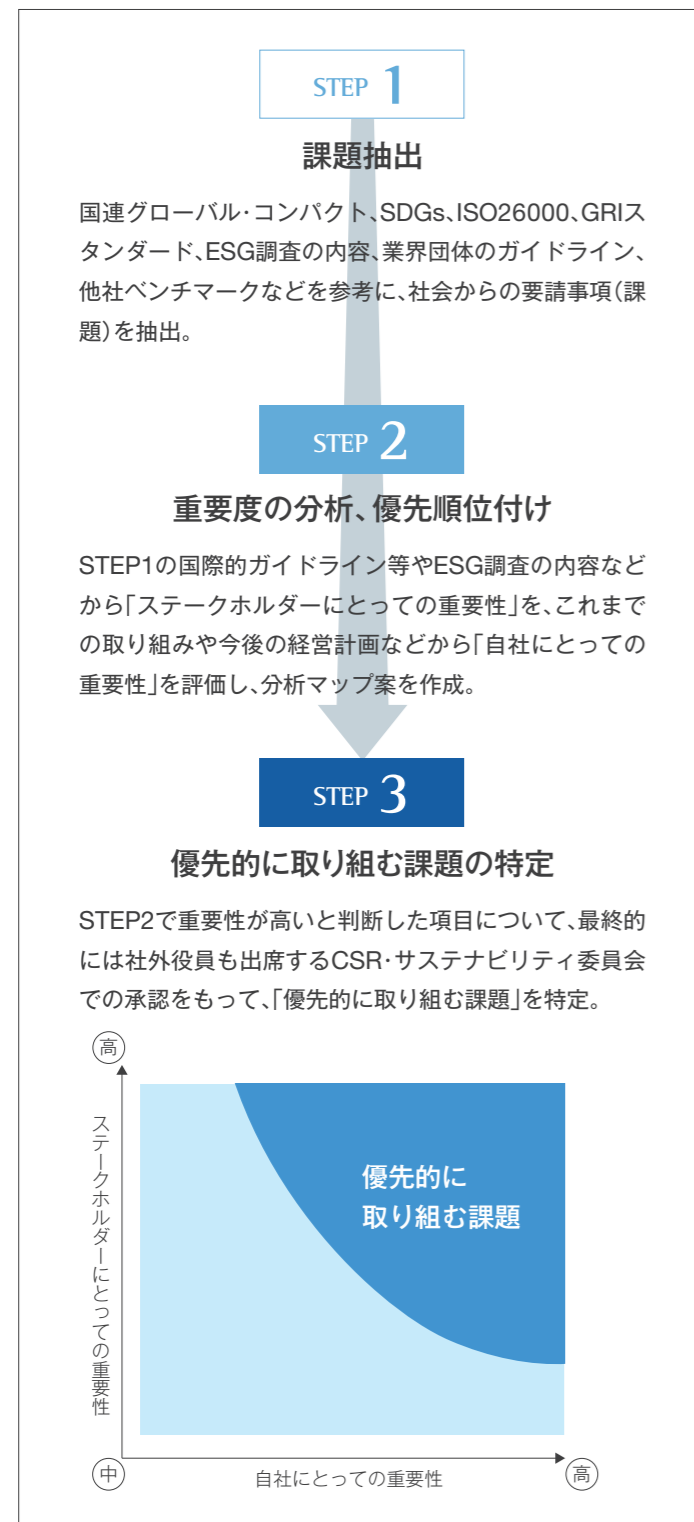 STEP 1
課題抽出
国連グローバル・コンパクト、SDGs、ISO26000、GRIス
タンダード、ESG調査の内容、業界団体のガイドライン、
他社ベンチマークなどを参考に、社会からの要請事項(課
題)を抽出。
STEP 2
重要度の分析、優先順位付け
STEP1の国際的ガイドライン等やESG調査の内容など
から「ステークホルダーにとっての重要性」を、これまで
の取り組みや今後の経営計画などから「自社にとっての
重要性」を評価し、分析マップ案を作成。
STEP 3
優先的に取り組む課題の特定
STEP2で重要性が高いと判断した項目について、最終的
には社外役員も出席するCSR・サステナビリティ委員会
での承認をもって、「優先的に取り組む課題」を特定。
高
ステークホルダーにとっての重要性
優先的に
取り組む課題
中
自社にとっての重要性
高